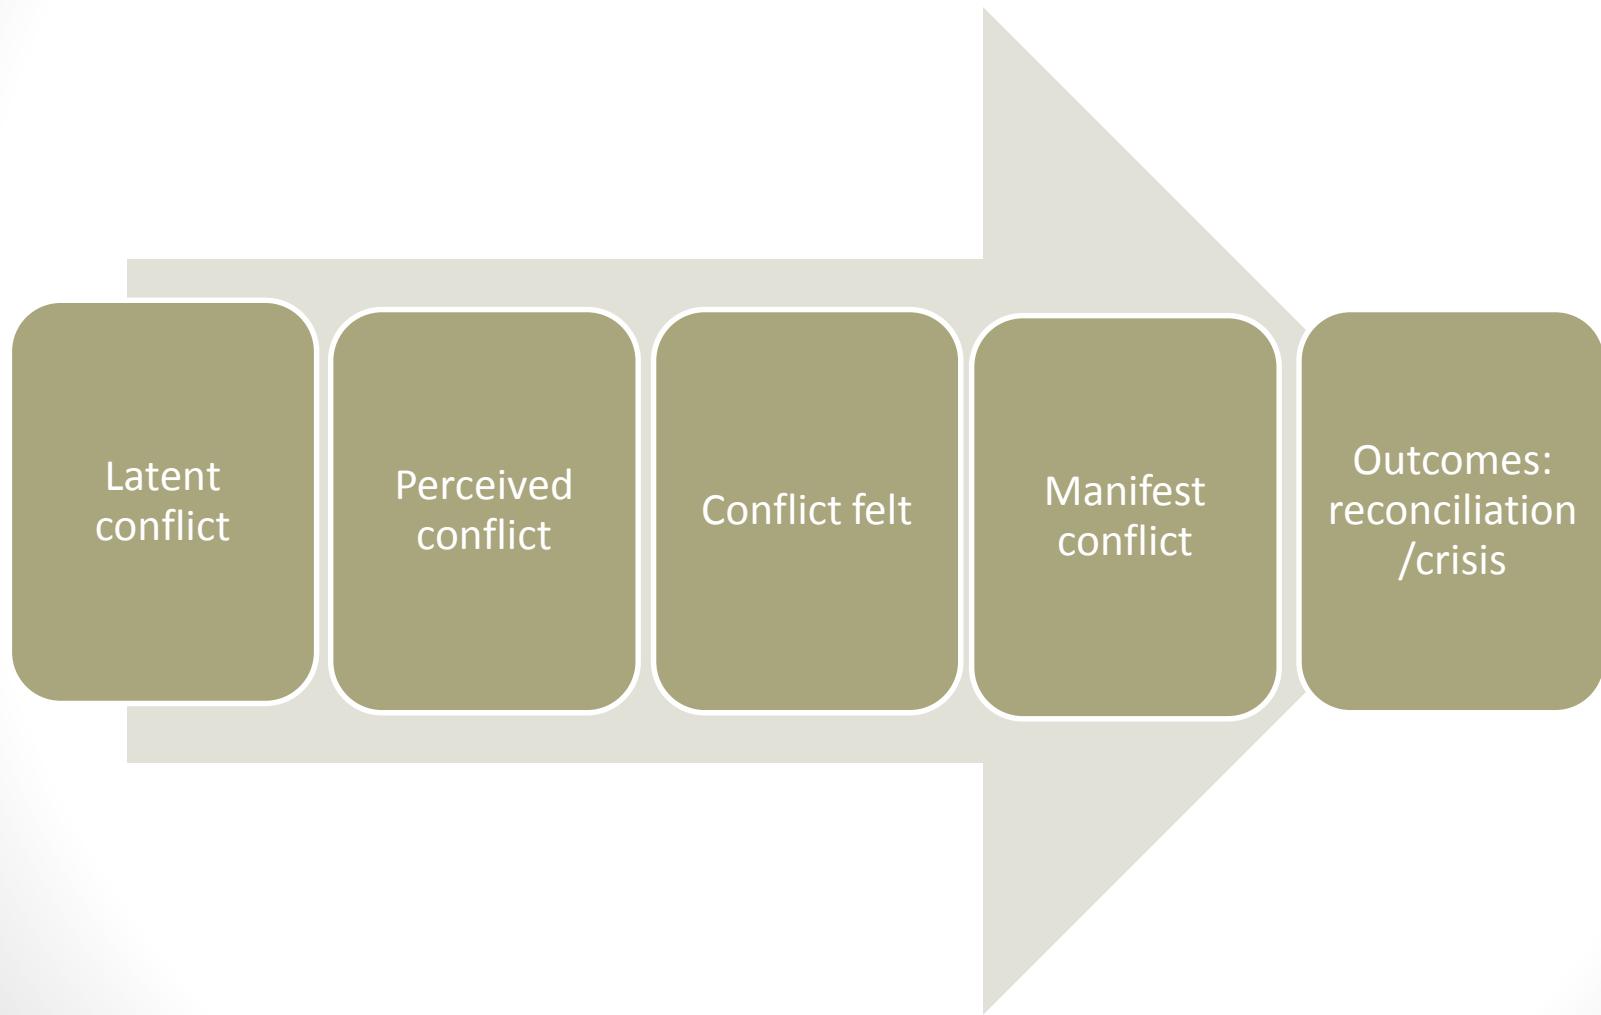 Latent
conflict
Perceived
conflict
Conflict felt
Manifest
conflict
Outcomes:
reconciliation
/crisis